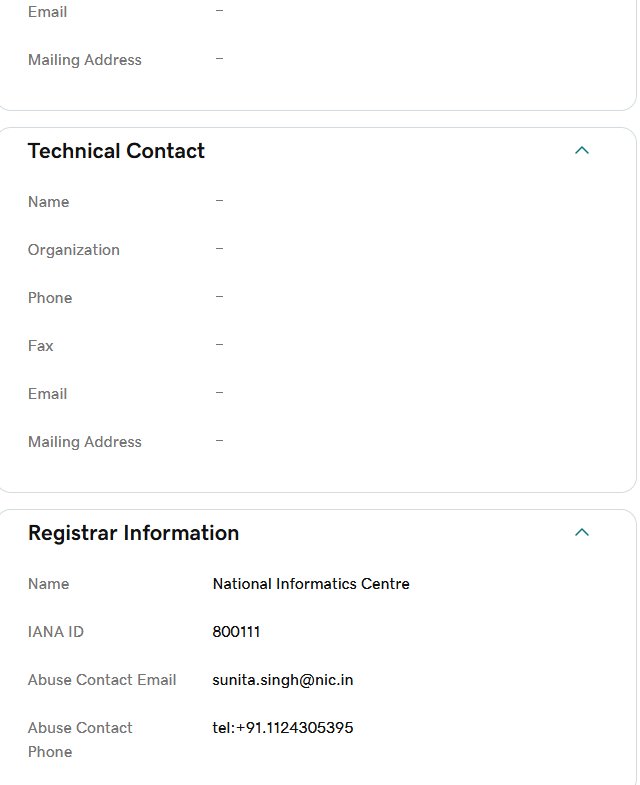 Email –
Mailing Address –
Technical Contact
Name –
Organization –
Phone –
Fax –
Email –
Mailing Address –
Registrar Information
Name National Informatics Centre
IANA ID 800111
Abuse Contact Email sunita.singh@nic.in
Abuse Contact tel:+91.1124305395
Phone